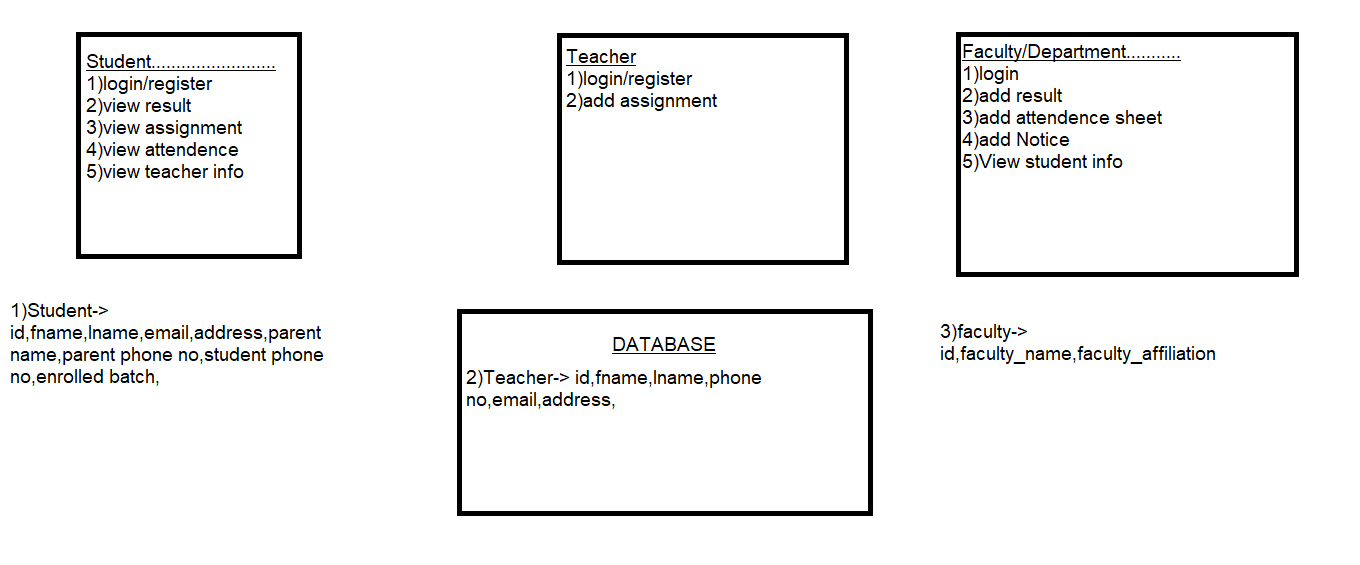 Student.........................
1)login/register
2)view result
3)view assignment
4)view attendence
5)view teacher info
Teacher
1)login/register
2)add assignment
Faculty/Department...........
1)login
2)add result
3)add attendence sheet
4)add Notice
5)View student info
1)Student->
id,fname,lname,email,address,parent
name,parent phone no,student phone
no,enrolled batch,
DATABASE
2)Teacher-> id,fname,lname,phone
no,email,address,
3)faculty->
id,faculty_name,faculty_affiliation